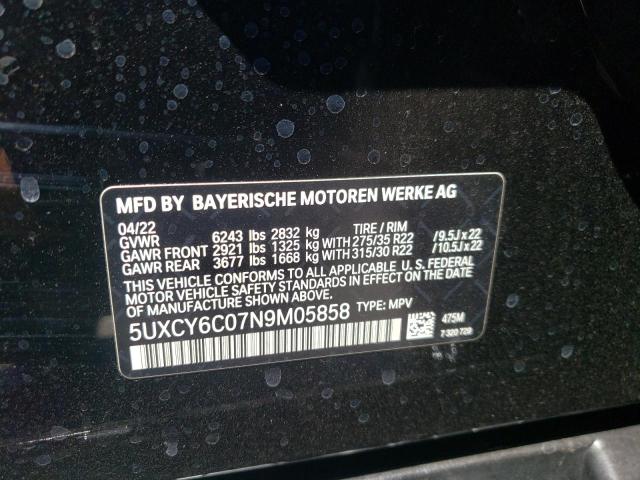 MFD BY BAYERISCHE MOTOREN WERKE AG
04/22 TIRE / RIM
GVWR 6243 lbs 2832 kg
GAWR FRONT 2921 lbs 1325 kg WITH 275/35 R22 /9.5J x 22
GAWR REAR 3677 lbs 1668 kg WITH 315/30 R22 /10.5J x 22
THIS VEHICLE CONFORMS TO ALL APPLICABLE U.S. FEDERAL
MOTOR VEHICLE SAFETY STANDARDS IN EFFECT ON THE DATE
OF MANUFACTURE SHOWN ABOVE.
5UXCY6C07N9M05858 TYPE: MPV
475M
7 320 729